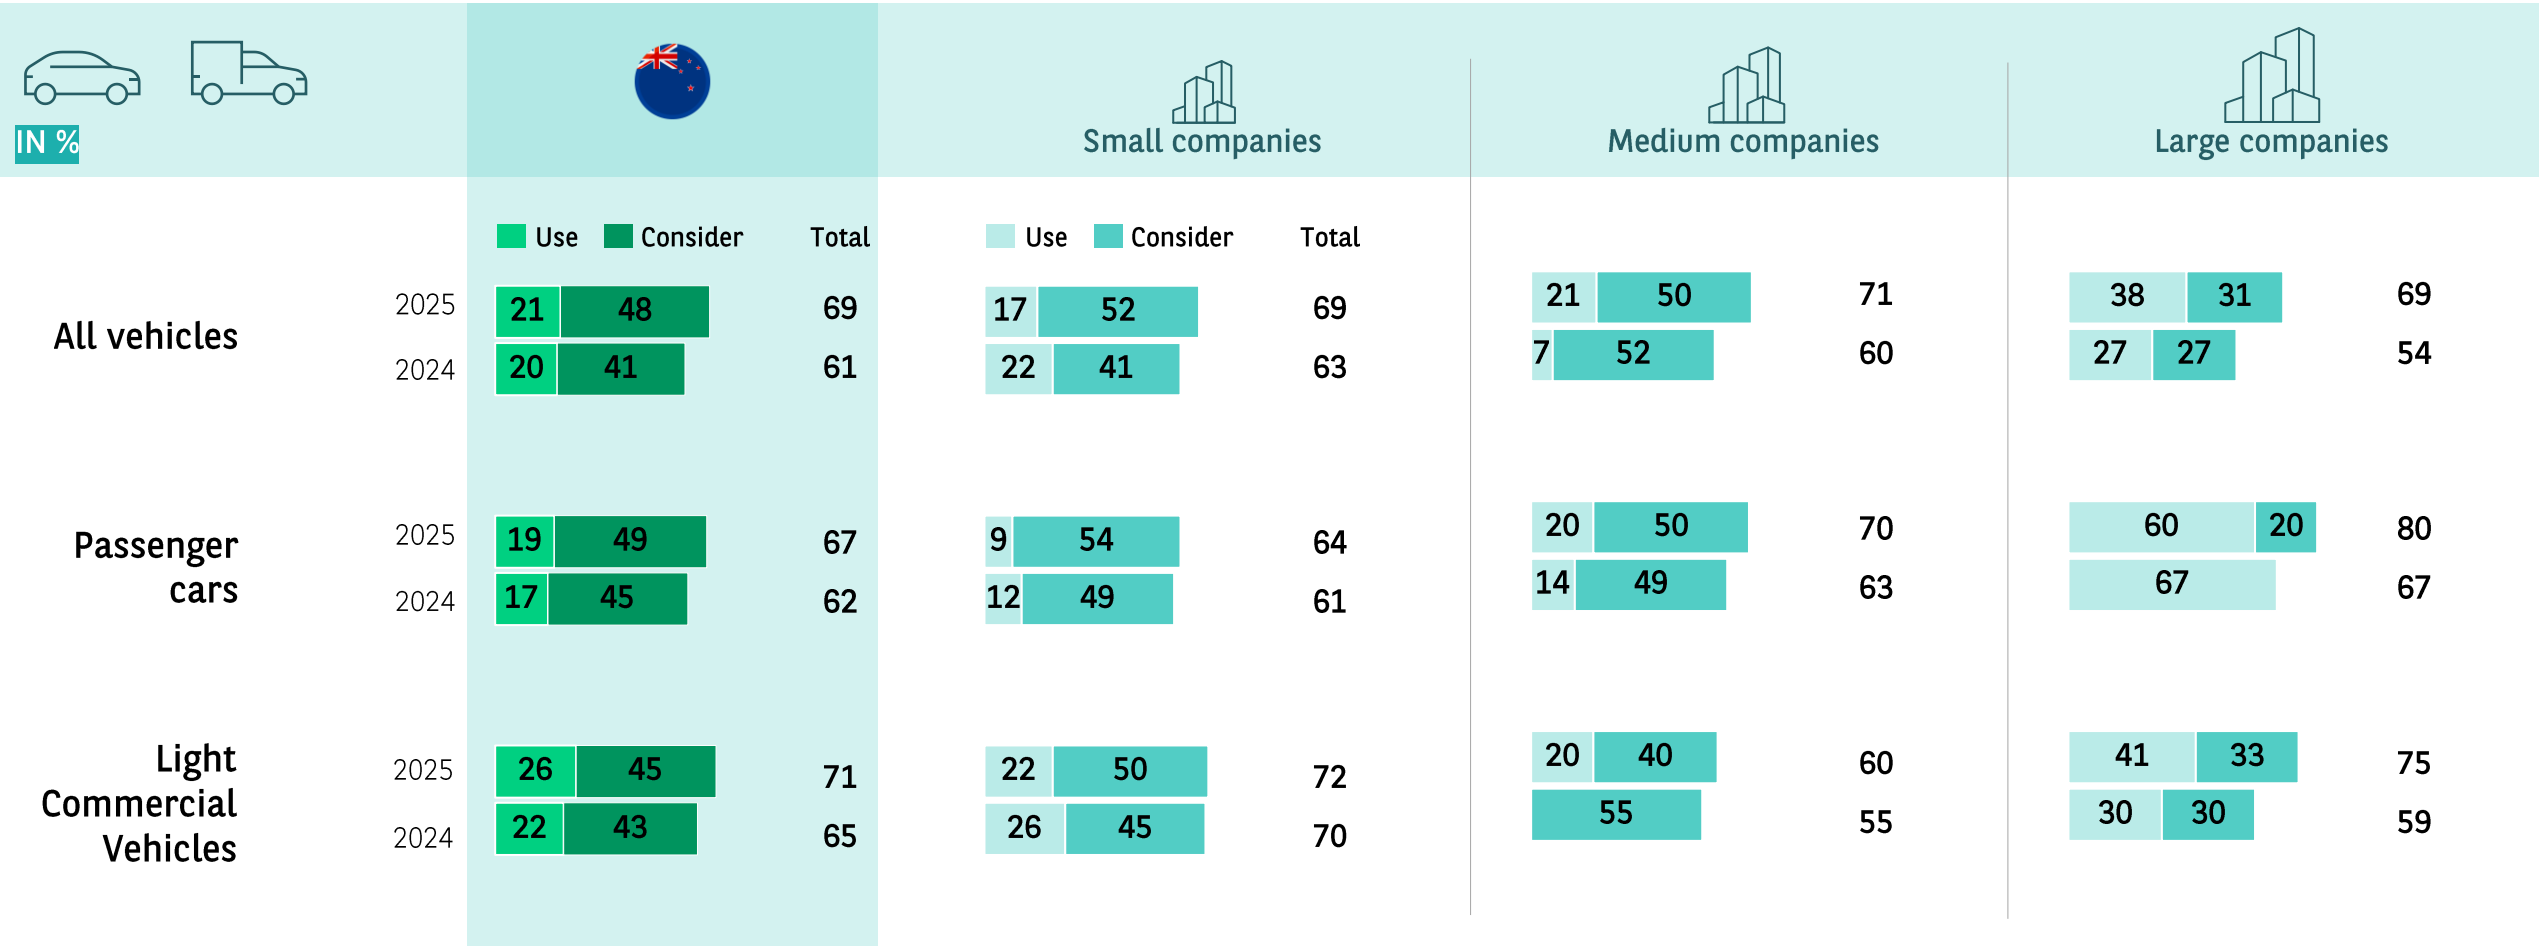 IN %
Small companies
Medium companies
Large companies
Use Consider Total
Use Consider Total
All vehicles
2025 21 48 69 17 52 69 21 50 71 38 31 69
2024 20 41 61 22 41 63 7 52 60 27 27 54
Passenger
cars
2025 19 49 67 9 54 64 20 50 70 60 20 80
2024 17 45 62 12 49 61 14 49 63 67 67
Light
Commercial
Vehicles
2025 26 45 71 22 50 72 20 40 60 41 33 75
2024 22 43 65 26 45 70 55 55 30 30 59